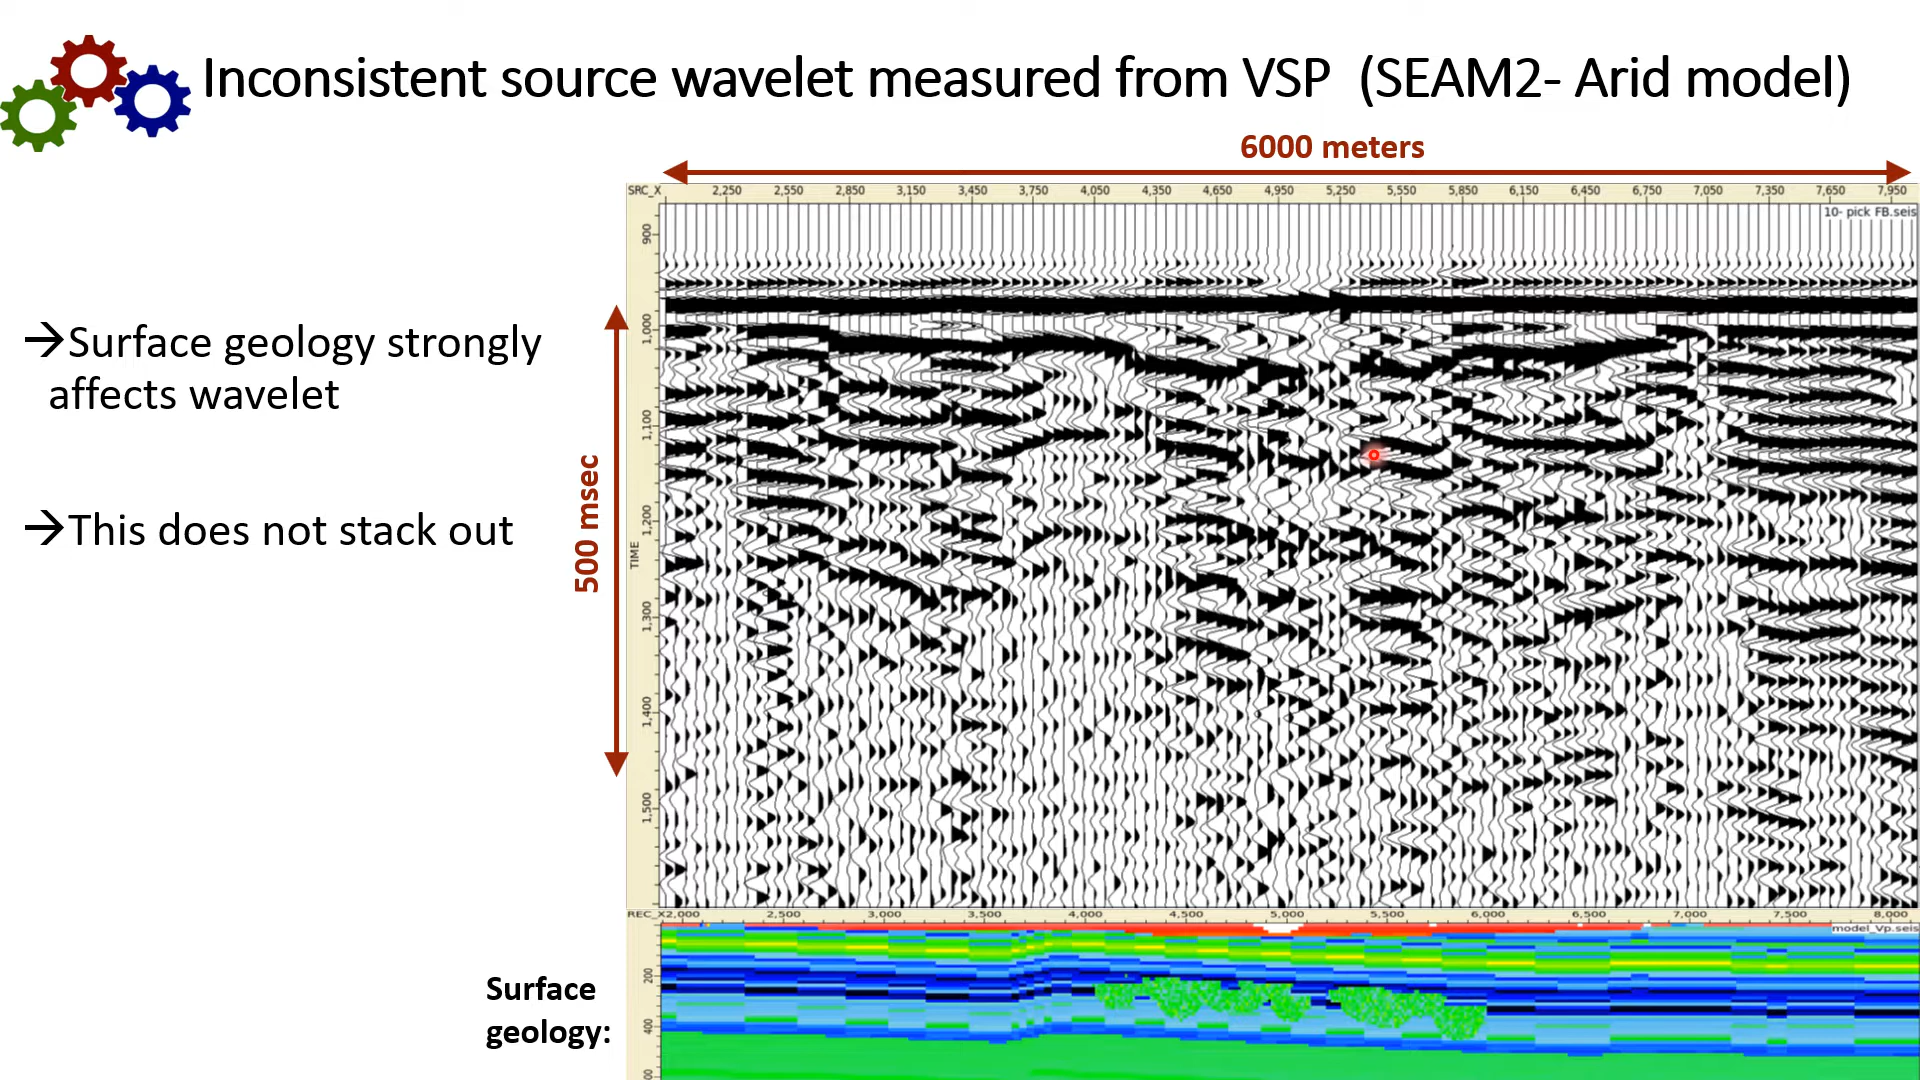 Inconsistent source wavelet measured from VSP (SEAM2- Arid model)
6000 meters
SRC_X 2,250 2,550 2,850 3,150 3,450 3,750 4,050 4,350 4,650 4,950 5,250 5,550 5,850 6,150 6,450 6,750 7,050 7,350 7,650 7,950
10- pick FB.seis
900
1,000
1,100
1,200
1,300
1,400
1,500
TIME
500 msec
→Surface geology strongly
affects wavelet
→This does not stack out
REC_X2,000 2,500 3,000 3,500 4,000 4,500 5,000 5,500 6,000 6,500 7,000 7,500 8,000
model_Vp.seis
200
400
Surface
geology: